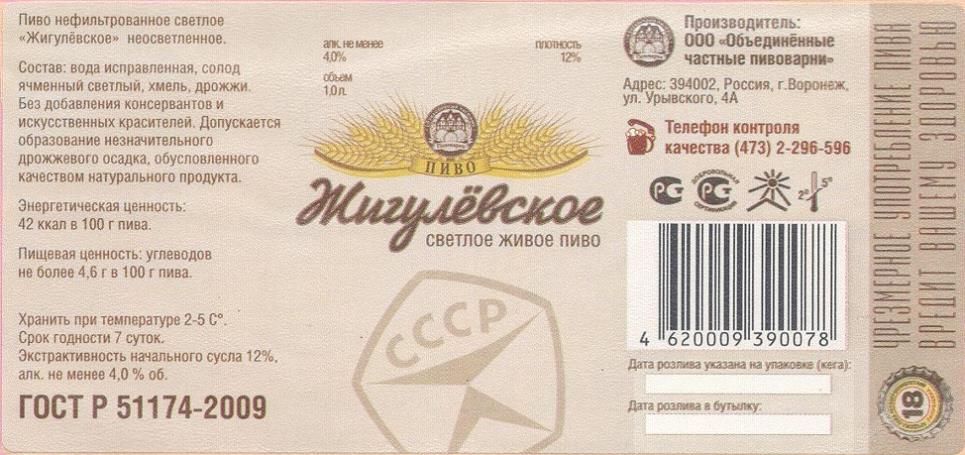 Пиво нефильтрованное светлое
«Жигулёвское» неосветленное.
Состав: вода исправленная, солод
ячменный светлый, хмель, дрожжи.
Без добавления консервантов и
искусственных красителей. Допускается
образование незначительного
дрожжевого осадка, обусловленного
качеством натурального продукта.
Энергетическая ценность:
42 ккал в 100 г пива.
Пищевая ценность: углеводов
не более 4,6 г в 100 г пива.
Хранить при температуре 2-5 С°.
Срок годности 7 суток.
Экстрактивность начального сусла 12%,
алк. не менее 4,0 % об.
ГОСТ Р 51174-2009
алк. не менее
4,0%
объем
1,0 л.
плотность
12%
ПИВО
Жигулёвское
светлое живое пиво
СССР
Производитель:
ООО «Объединённые
частные пивоварни»
Адрес: 394002, Россия, г.Воронеж,
ул. Урывского, 4А
Телефон контроля
качества (473) 2-296-596
ДОБРОВОЛЬНАЯ
СЕРТИФИКАЦИЯ
2° 5°
4 620009 390078
Дата розлива указана на упаковке (кега):
Дата розлива в бутылку:
ЧРЕЗМЕРНОЕ УПОТРЕБЛЕНИЕ ПИВА
ВРЕДИТ ВАШЕМУ ЗДОРОВЬЮ
18